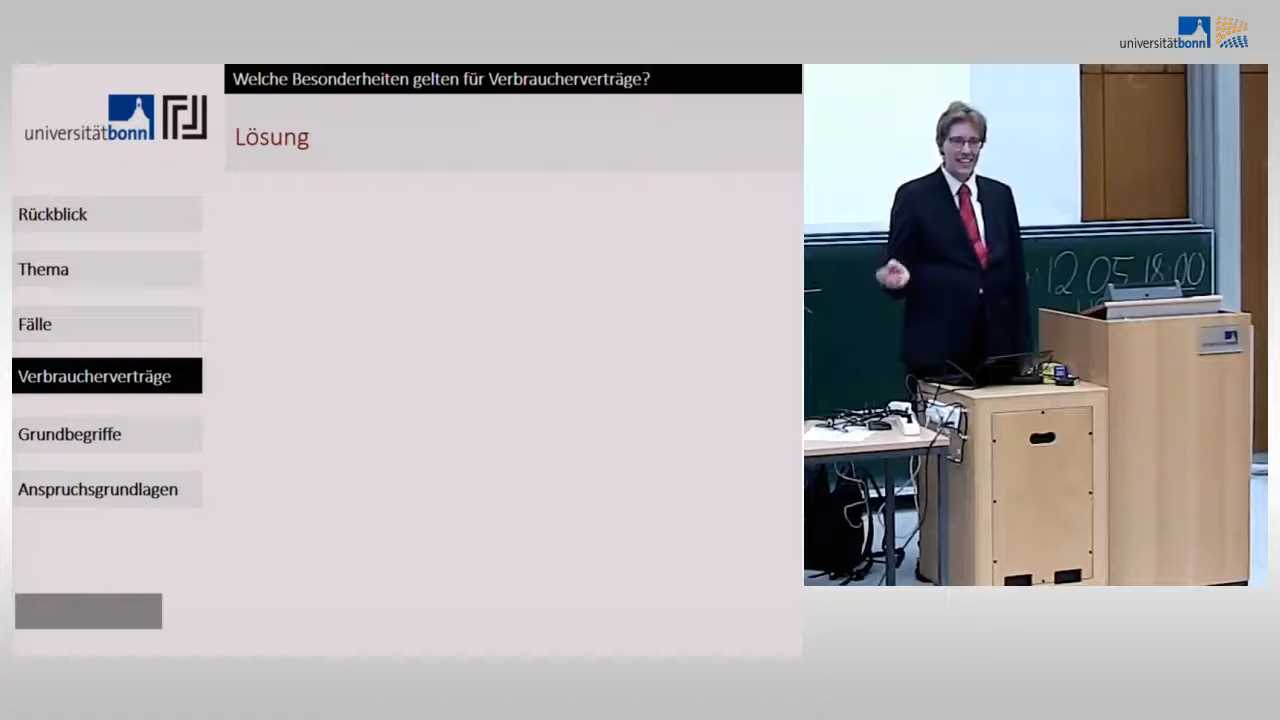 universitätbonn
Welche Besonderheiten gelten für Verbraucherverträge?
universitätbonn
Lösung
Rückblick
Thema
Fälle
Verbraucherverträge
Grundbegriffe
Anspruchsgrundlagen
12.05 18:00